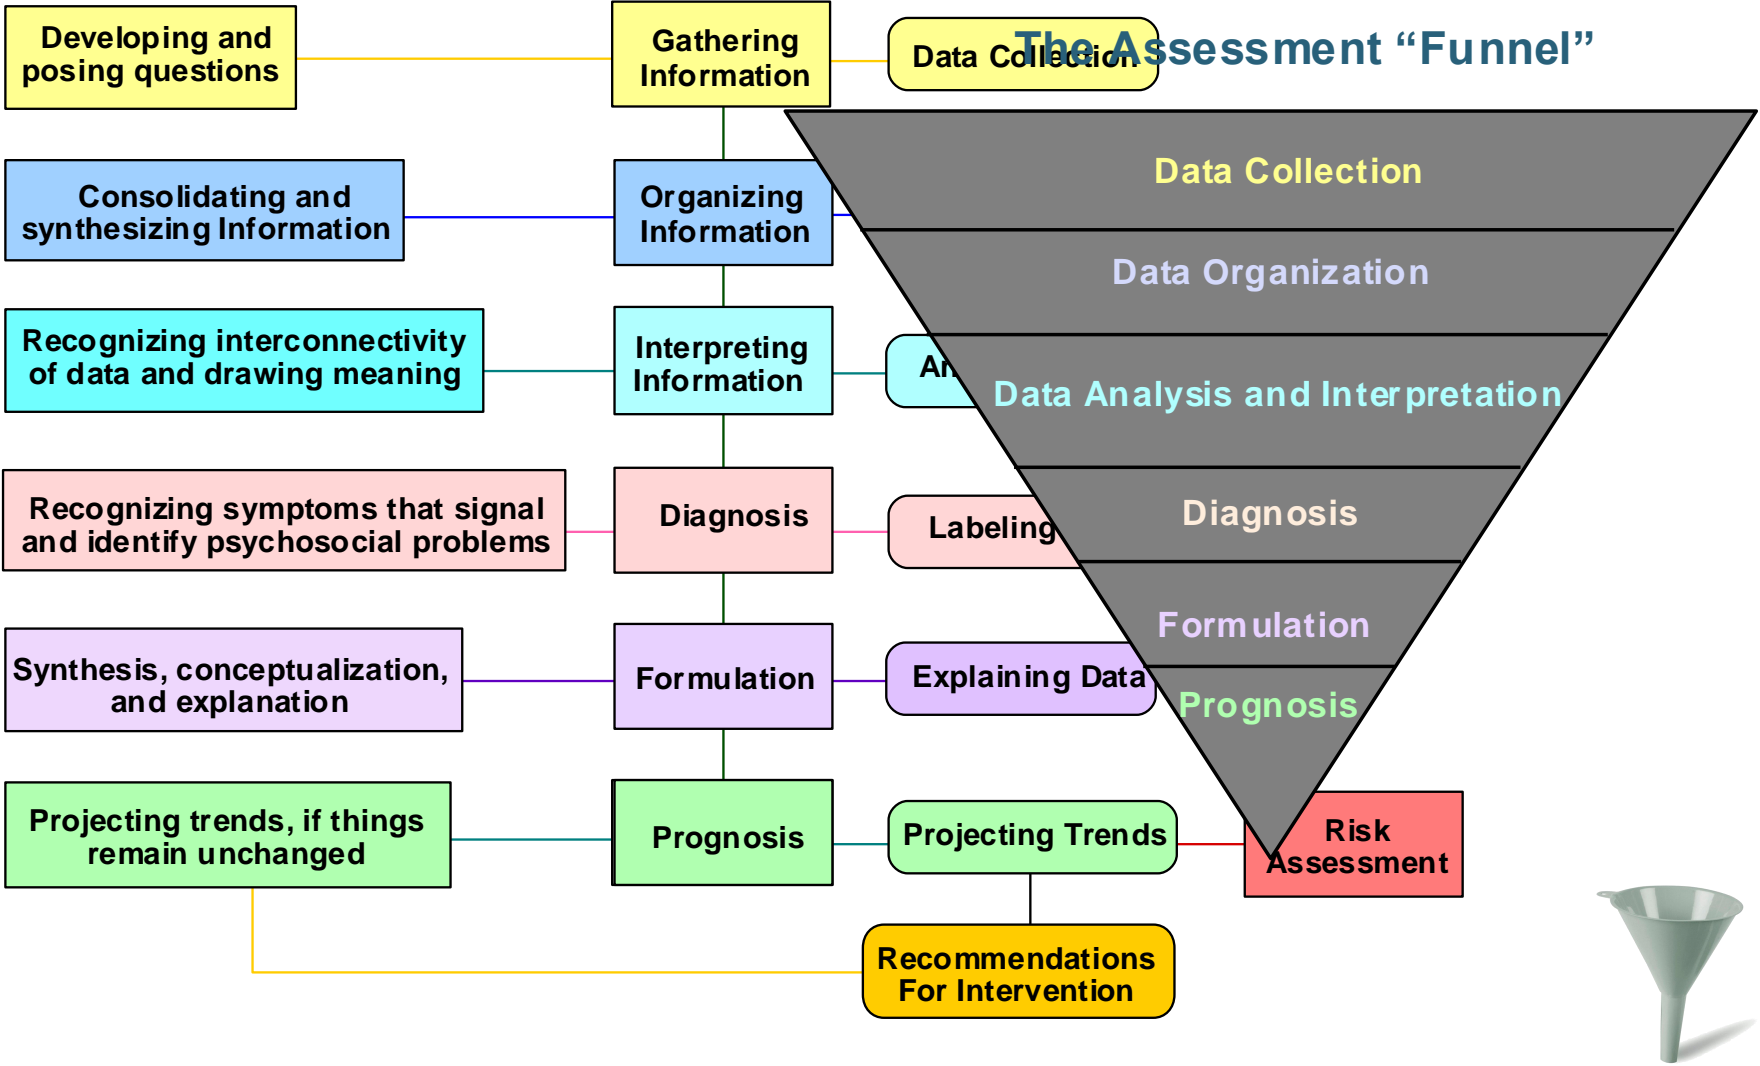 The Assessment “Funnel”
Developing and
posing questions
Gathering
Information
Data Collection
Consolidating and
synthesizing Information
Organizing
Information
Recognizing interconnectivity
of data and drawing meaning
Interpreting
Information
Recognizing symptoms that signal
and identify psychosocial problems
Diagnosis
Labeling
Synthesis, conceptualization,
and explanation
Formulation
Explaining Data
Projecting trends, if things
remain unchanged
Prognosis
Projecting Trends
Risk
Assessment
Recommendations
For Intervention
Data Collection
Data Organization
Data Analysis and Interpretation
Diagnosis
Formulation
Prognosis